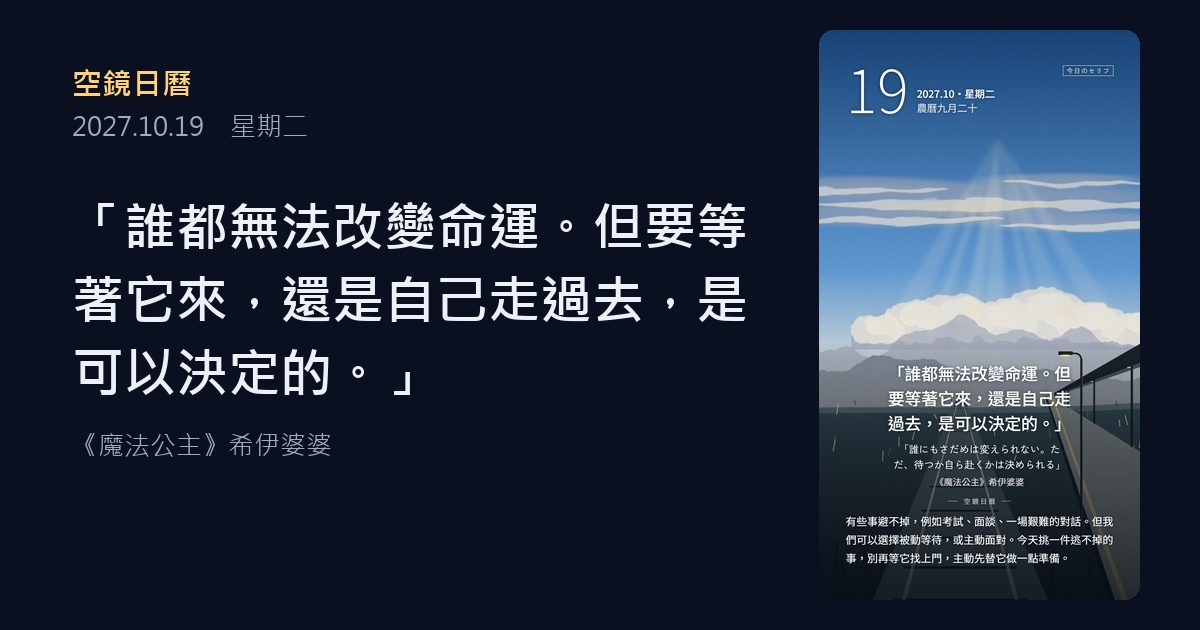 空鏡日曆
2027.10.19　星期二
「誰都無法改變命運。但要等
著它來，還是自己走過去，是
可以決定的。」
《魔法公主》希伊婆婆
19
2027.10・星期二
農曆九月二十
今日のセリフ
「誰都無法改變命運。但
要等著它來，還是自己走
過去，是可以決定的。」
「誰にもさだめは変えられない。た
だ、待つか自ら赴くかは決められる」
《魔法公主》希伊婆婆
— 空鏡日曆 —
有些事避不掉，例如考試、面談、一場艱難的對話。但我
們可以選擇被動等待，或主動面對。今天挑一件逃不掉的
事，別再等它找上門，主動先替它做一點準備。